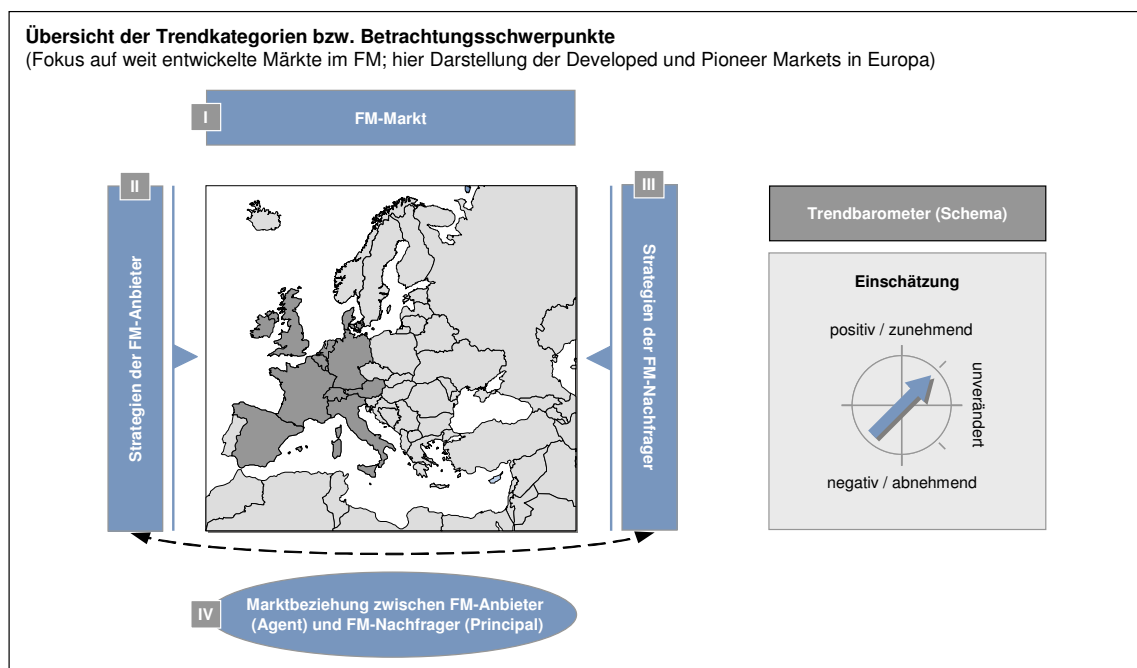 Übersicht der Trendkategorien bzw. Betrachtungsschwerpunkte
(Fokus auf weit entwickelte Märkte im FM; hier Darstellung der Developed und Pioneer Markets in Europa)
I
FM-Markt
II
Strategien der FM-Anbieter
III
Strategien der FM-Nachfrager
Trendbarometer (Schema)
Einschätzung
positiv / zunehmend
unverändert
negativ / abnehmend
IV
Marktbeziehung zwischen FM-Anbieter
(Agent) und FM-Nachfrager (Principal)